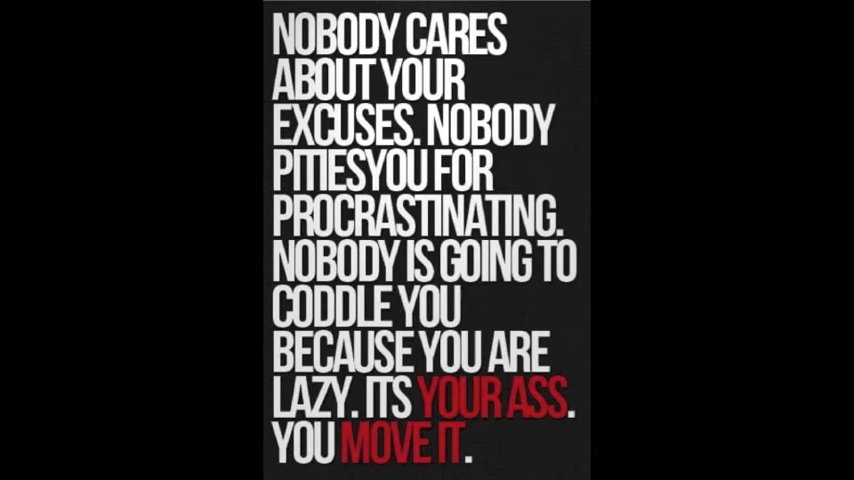 NOBODY CARES
ABOUT YOUR
EXCUSES. NOBODY
PITIESYOU FOR
PROCRASTINATING.
NOBODY IS GOING TO
CODDLE YOU
BECAUSE YOU ARE
LAZY. ITS YOUR ASS.
YOU MOVE IT.